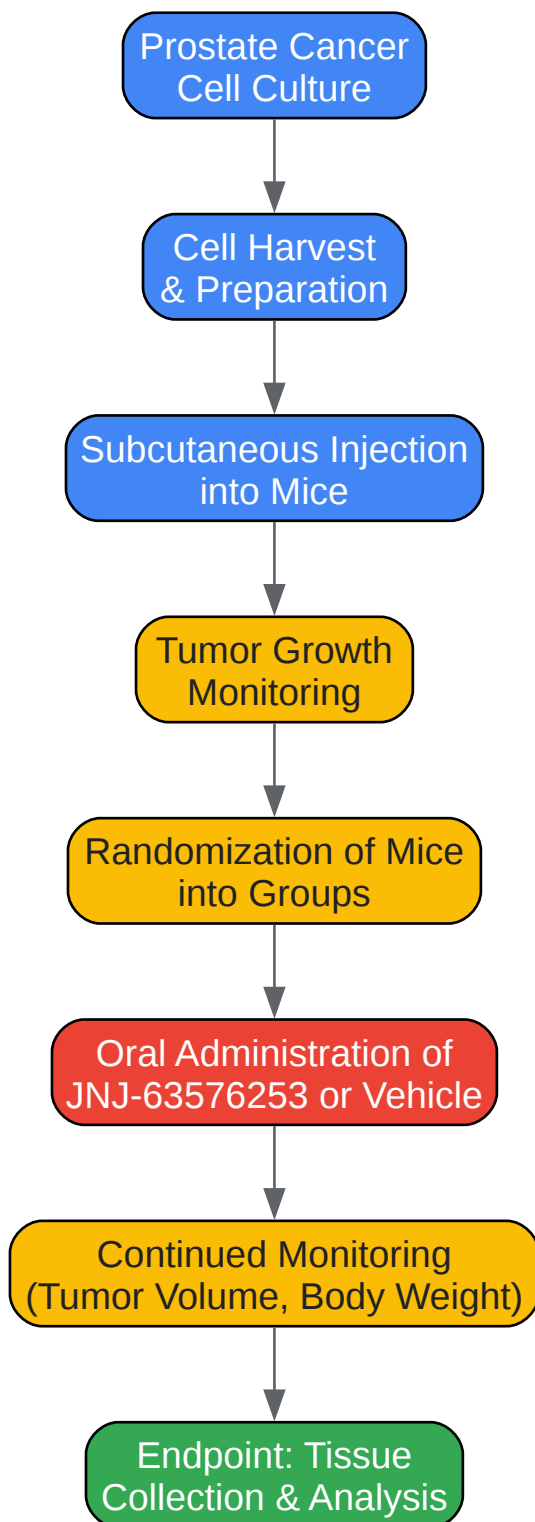 Prostate Cancer
Cell Culture
Cell Harvest
& Preparation
Subcutaneous Injection
into Mice
Tumor Growth
Monitoring
Randomization of Mice
into Groups
Oral Administration of
JNJ-63576253 or Vehicle
Continued Monitoring
(Tumor Volume, Body Weight)
Endpoint: Tissue
Collection & Analysis